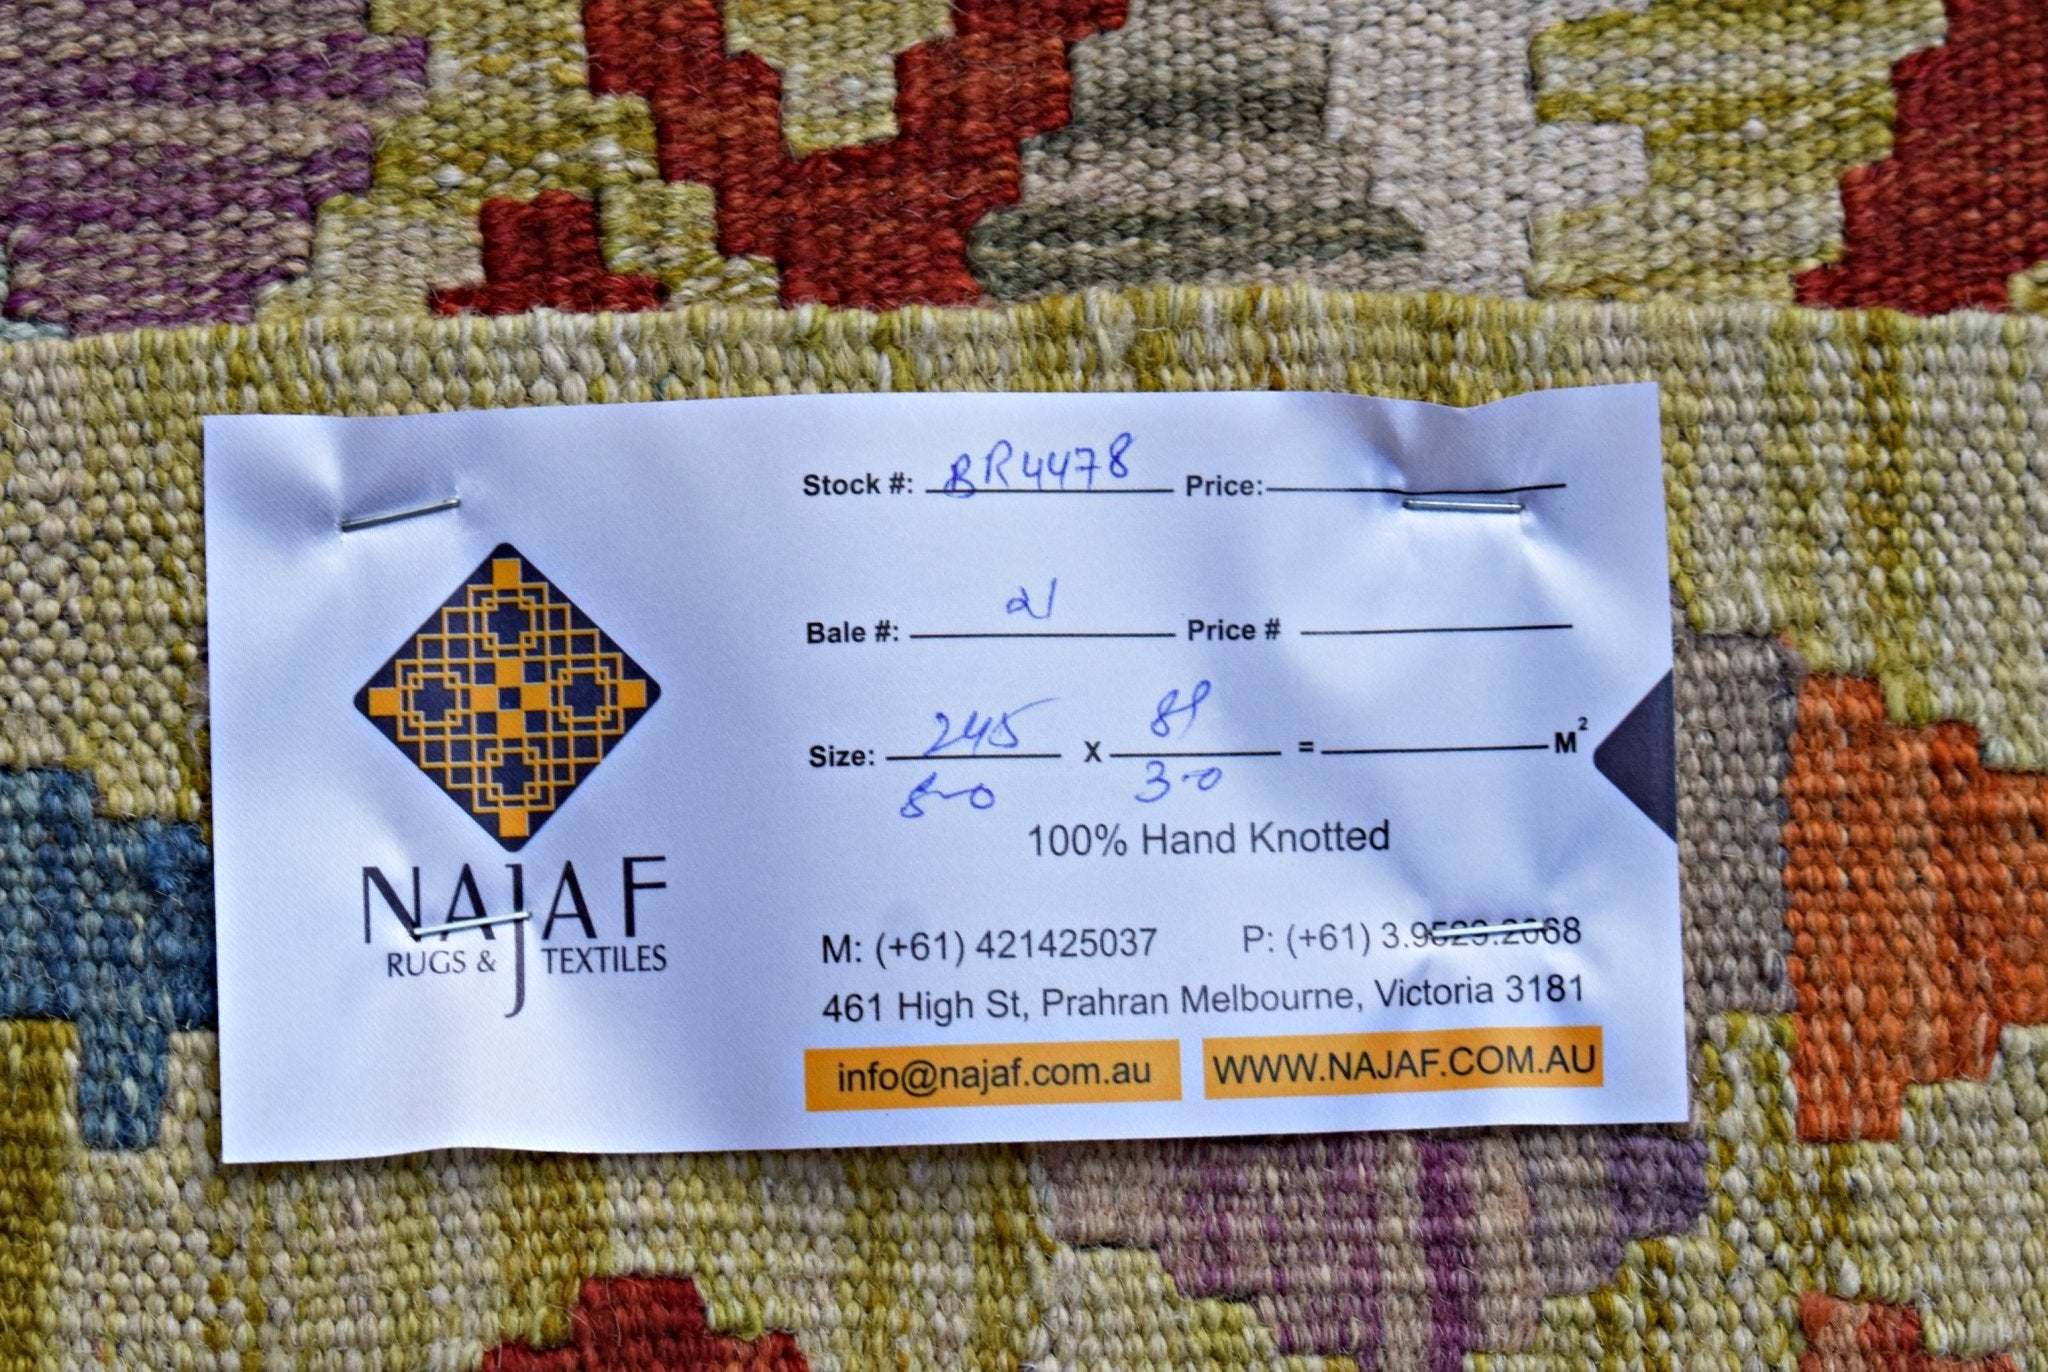 Stock #: BR4478 Price:
Bale #: 21 Price #
Size: 245 X 89 = M²
8-0 3-0
100% Hand Knotted
NAJAF
RUGS & TEXTILES
M: (+61) 421425037 P: (+61) 3.9529.2668
461 High St, Prahran Melbourne, Victoria 3181
info@najaf.com.au WWW.NAJAF.COM.AU